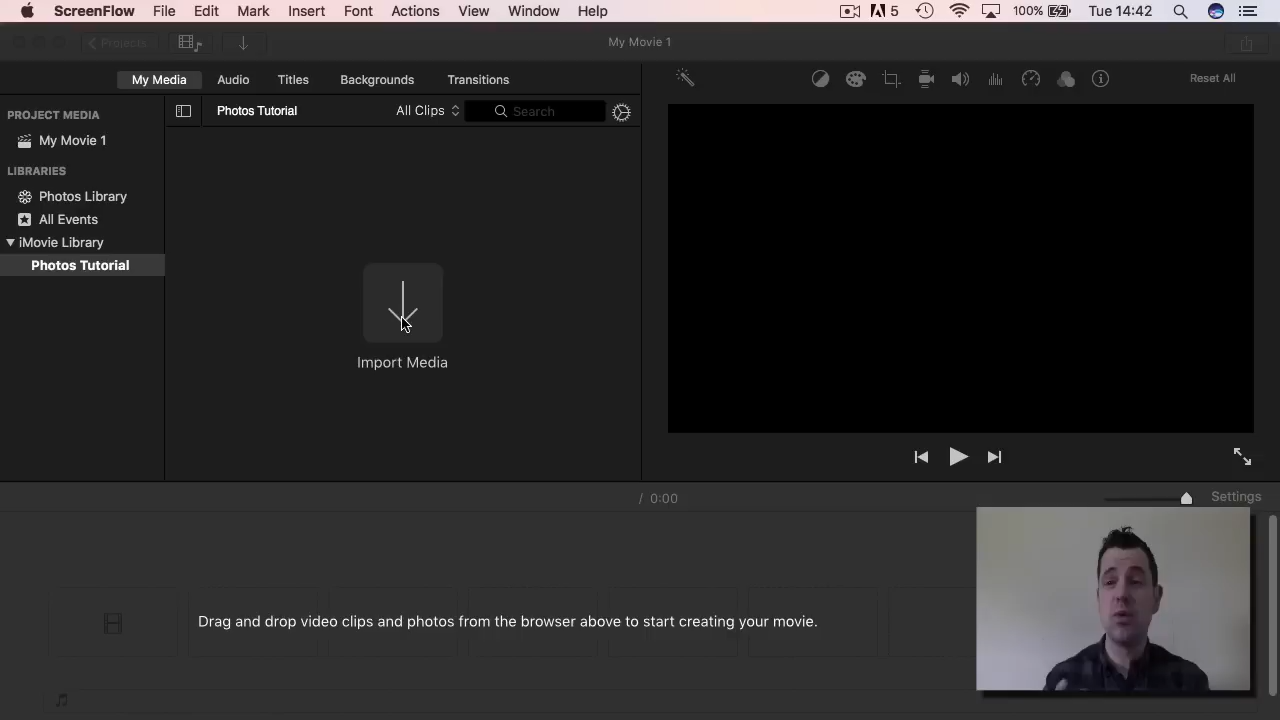 ScreenFlow File Edit Mark Insert Font Actions View Window Help 5 100% Tue 14:42
Projects My Movie 1
My Media Audio Titles Backgrounds Transitions Reset All
PROJECT MEDIA
My Movie 1
LIBRARIES
Photos Library
All Events
iMovie Library
Photos Tutorial
Photos Tutorial All Clips Search
Import Media
/ 0:00 Settings
Drag and drop video clips and photos from the browser above to start creating your movie.